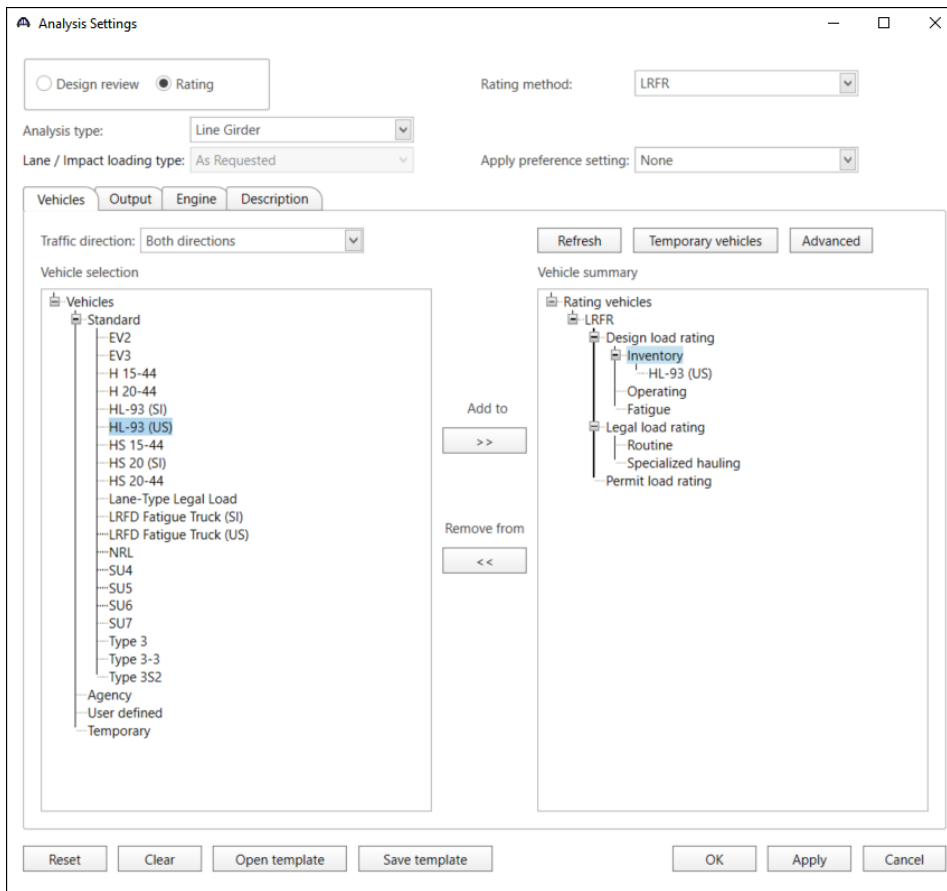 Analysis Settings
Design review Rating Rating method: LRFR
Analysis type: Line Girder
Lane / Impact loading type: As Requested Apply preference setting: None
Vehicles Output Engine Description
Traffic direction: Both directions Refresh Temporary vehicles Advanced
Vehicle selection
Vehicles
Standard
EV2
EV3
H 15-44
H 20-44
HL-93 (SI)
HL-93 (US)
HS 15-44
HS 20 (SI)
HS 20-44
Lane-Type Legal Load
LRFD Fatigue Truck (SI)
LRFD Fatigue Truck (US)
NRL
SU4
SU5
SU6
SU7
Type 3
Type 3-3
Type 3S2
Agency
User defined
Temporary
Add to
>>
Remove from
<<
Vehicle summary
Rating vehicles
LRFR
Design load rating
Inventory
HL-93 (US)
Operating
Fatigue
Legal load rating
Routine
Specialized hauling
Permit load rating
Reset Clear Open template Save template OK Apply Cancel